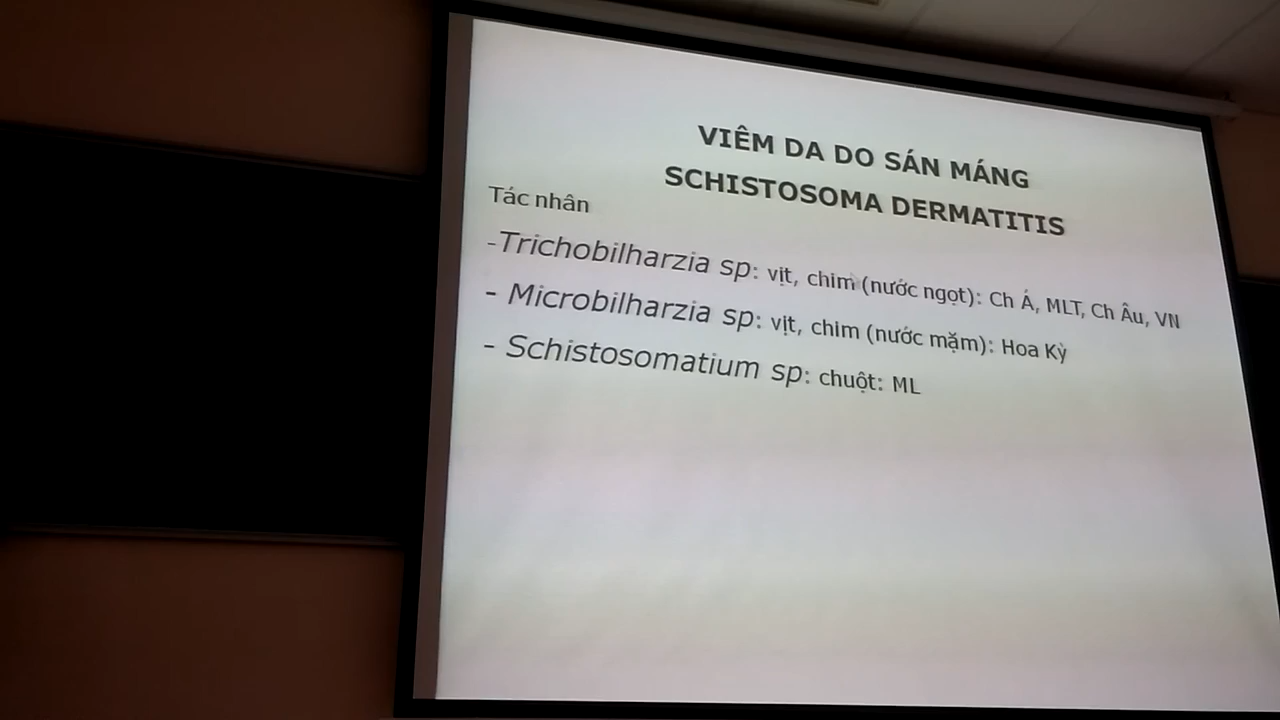 VIÊM DA DO SÁN MÁNG
SCHISTOSOMA DERMATITIS
Tác nhân
-Trichobilharzia sp: vịt, chim (nước ngọt): Ch Á, MLT, Ch Âu, VN
- Microbilharzia sp: vịt, chim (nước mặm): Hoa Kỳ
- Schistosomatium sp: chuột: ML